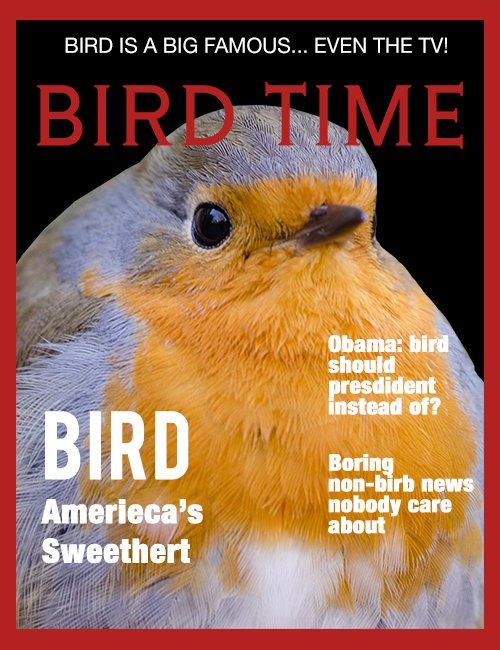 BIRD IS A BIG FAMOUS... EVEN THE TV!
BIRD TIME
Obama: bird
should
presdident
instead of?
BIRD
Amerieca's
Sweethert
Boring
non-birb news
nobody care
about